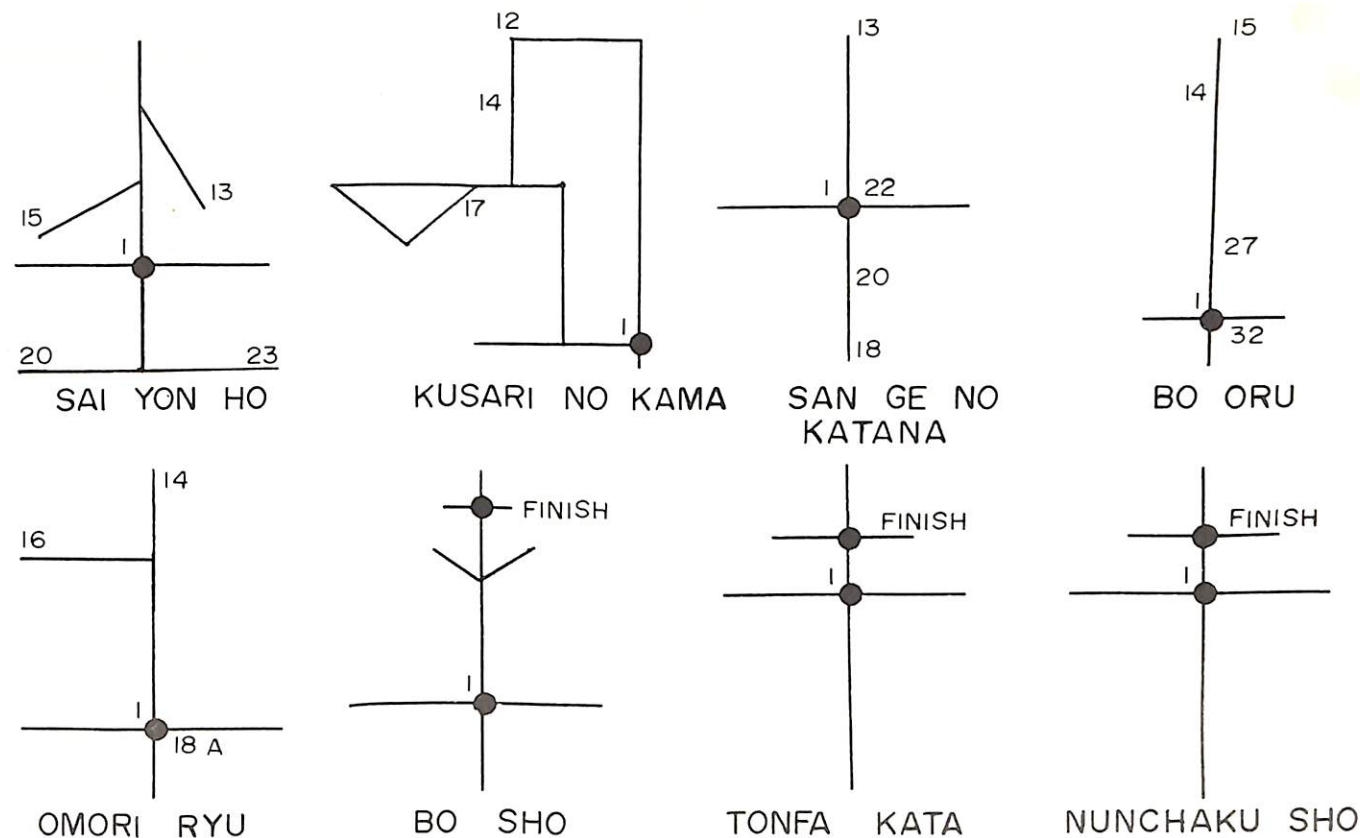 13
15
1
20
23
SAI YON HO
12
14
17
1
KUSARI NO KAMA
13
1
22
20
18
SAN GE NO
KATANA
15
14
27
1
32
BO ORU
14
16
1
18 A
OMORI RYU
FINISH
1
BO SHO
FINISH
1
TONFA KATA
FINISH
1
NUNCHAKU SHO